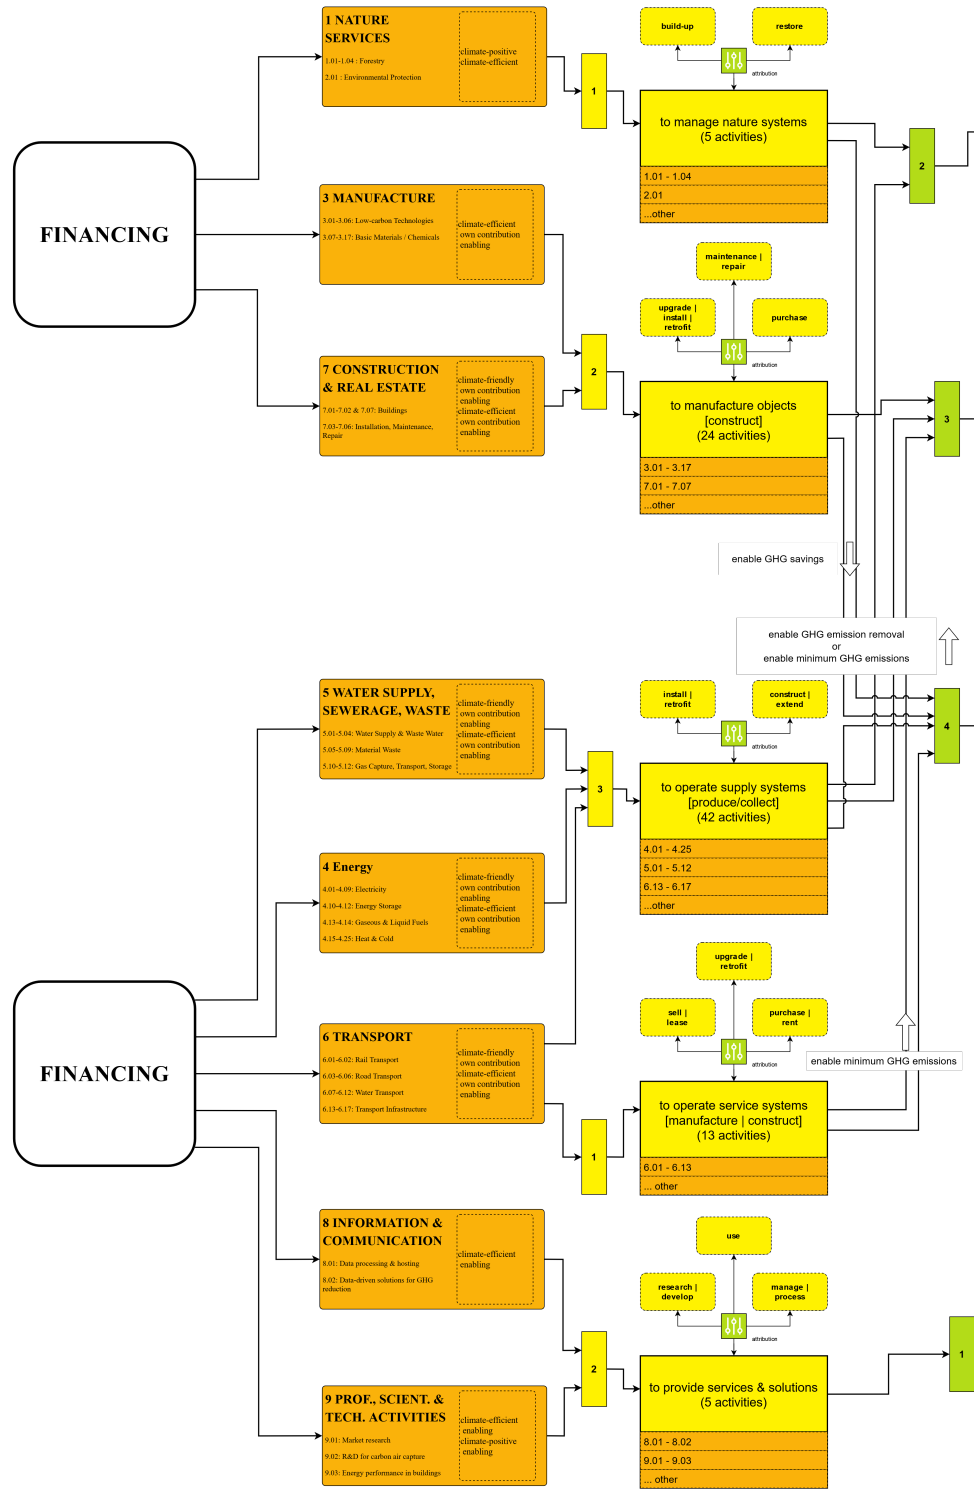 FINANCING
1 NATURE
SERVICES
1.01-1.04 : Forestry
2.01 : Environmental Protection
climate-positive
climate-efficient
1
build-up
restore
attribution
to manage nature systems
(5 activities)
1.01 - 1.04
2.01
...other
2
3 MANUFACTURE
3.01-3.06: Low-carbon Technologies
3.07-3.17: Basic Materials / Chemicals
climate-efficient
own contribution
enabling
7 CONSTRUCTION
& REAL ESTATE
7.01-7.02 & 7.07: Buildings
7.03-7.06: Installation, Maintenance,
Repair
climate-friendly
own contribution
enabling
climate-efficient
own contribution
enabling
2
maintenance |
repair
upgrade |
install |
retrofit
purchase
attribution
to manufacture objects
[construct]
(24 activities)
3.01 - 3.17
7.01 - 7.07
...other
3
enable GHG savings
enable GHG emission removal
or
enable minimum GHG emissions
FINANCING
5 WATER SUPPLY,
SEWERAGE, WASTE
5.01-5.04: Water Supply & Waste Water
5.05-5.09: Material Waste
5.10-5.12: Gas Capture, Transport, Storage
climate-friendly
own contribution
enabling
climate-efficient
own contribution
enabling
4 Energy
4.01-4.09: Electricity
4.10-4.12: Energy Storage
4.13-4.14: Gaseous & Liquid Fuels
4.15-4.25: Heat & Cold
climate-friendly
own contribution
enabling
climate-efficient
own contribution
enabling
3
install |
retrofit
construct |
extend
attribution
to operate supply systems
[produce/collect]
(42 activities)
4.01 - 4.25
5.01 - 5.12
6.13 - 6.17
...other
4
6 TRANSPORT
6.01-6.02: Rail Transport
6.03-6.06: Road Transport
6.07-6.12: Water Transport
6.13-6.17: Transport Infrastructure
climate-friendly
own contribution
climate-efficient
own contribution
enabling
1
upgrade |
retrofit
sell |
lease
purchase |
rent
attribution
enable minimum GHG emissions
to operate service systems
[manufacture | construct]
(13 activities)
6.01 - 6.13
... other
8 INFORMATION &
COMMUNICATION
8.01: Data processing & hosting
8.02: Data-driven solutions for GHG
reduction
climate-efficient
enabling
9 PROF., SCIENT. &
TECH. ACTIVITIES
9.01: Market research
9.02: R&D for carbon air capture
9.03: Energy performance in buildings
climate-efficient
enabling
climate-positive
enabling
2
use
research |
develop
manage |
process
attribution
to provide services & solutions
(5 activities)
8.01 - 8.02
9.01 - 9.03
... other
1